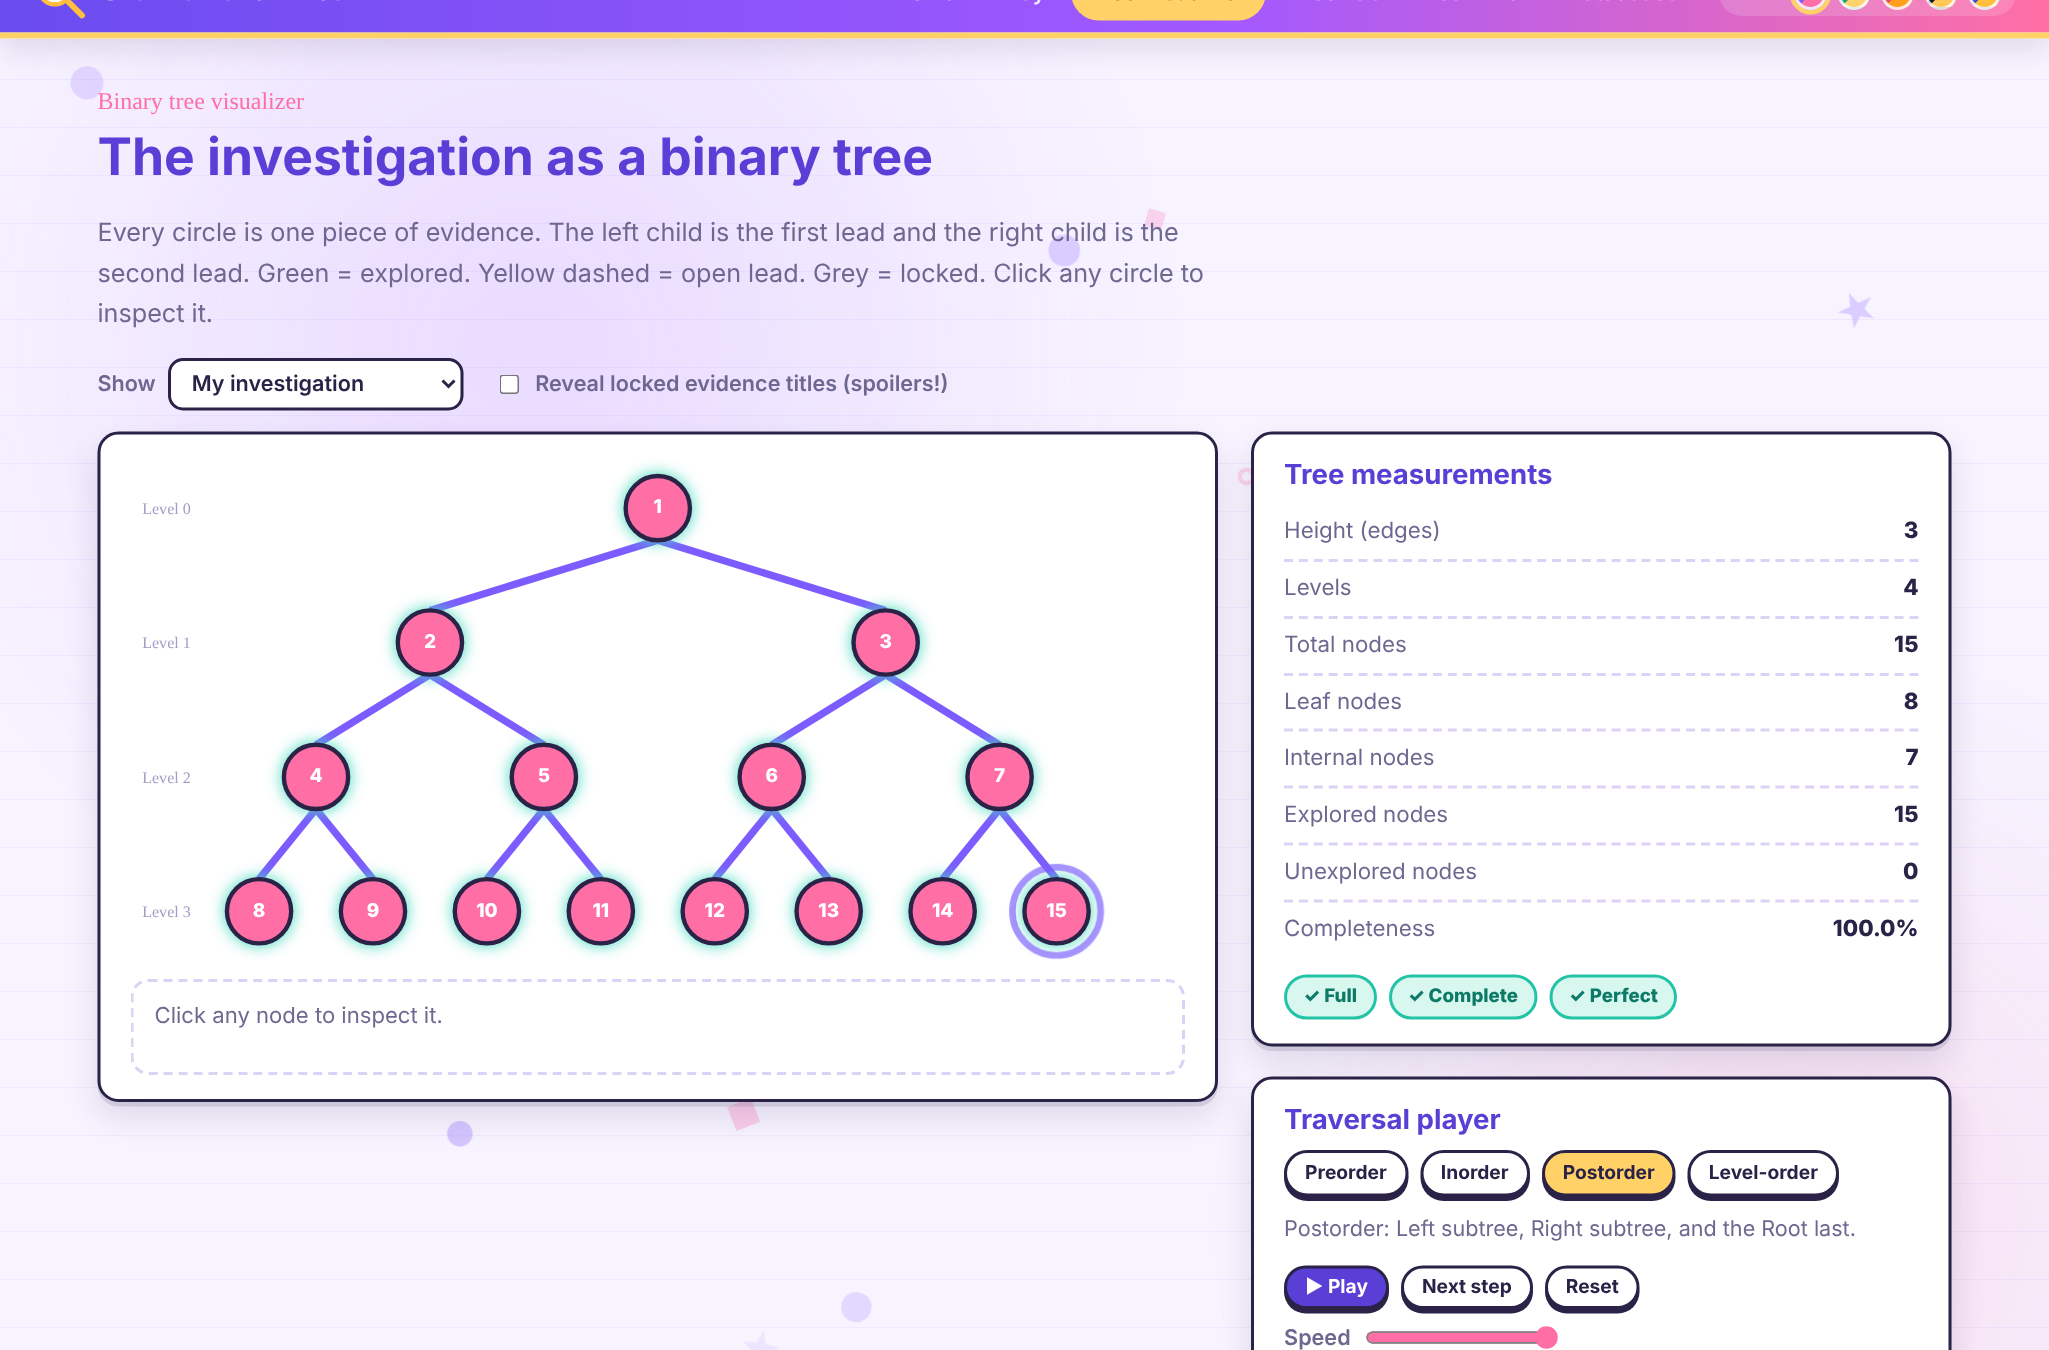 Binary tree visualizer
The investigation as a binary tree
Every circle is one piece of evidence. The left child is the first lead and the right child is the
second lead. Green = explored. Yellow dashed = open lead. Grey = locked. Click any circle to
inspect it.
Show My investigation Reveal locked evidence titles (spoilers!)
Level 0 1
Level 1 2 3
Level 2 4 5 6 7
Level 3 8 9 10 11 12 13 14 15
Click any node to inspect it.
Tree measurements
Height (edges) 3
Levels 4
Total nodes 15
Leaf nodes 8
Internal nodes 7
Explored nodes 15
Unexplored nodes 0
Completeness 100.0%
✓ Full ✓ Complete ✓ Perfect
Traversal player
Preorder Inorder Postorder Level-order
Postorder: Left subtree, Right subtree, and the Root last.
▶ Play Next step Reset
Speed